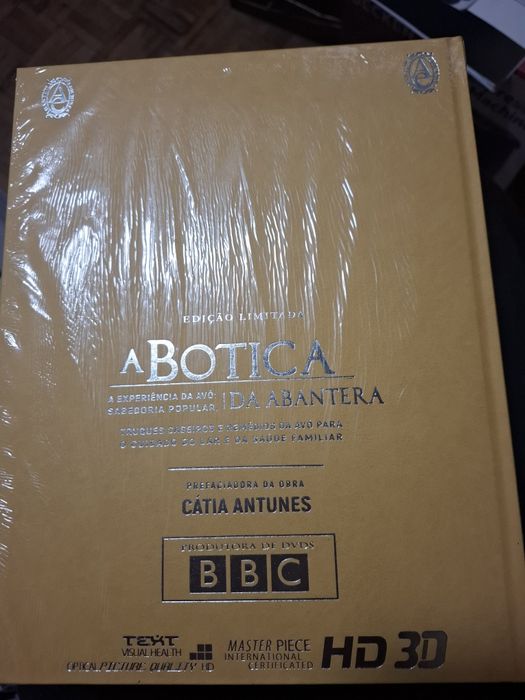 EDIÇÃO LIMITADA
A BOTICA
A EXPERIÊNCIA DA AVÓ:
SABEDORIA POPULAR,
DA ABANTERA
TRUQUES CASEIROS E REMÉDIOS DA AVÓ PARA
O CUIDADO DO LAR E DA SAÚDE FAMILIAR
PREFACIADORA DA OBRA
CÁTIA ANTUNES
PRODUTORA DE DVDS
BBC
TEXT
VISUAL HEALTH
OPTICAL PICTURE QUALITY HD
MASTER PIECE
INTERNATIONAL
CERTIFICATED
HD 3D